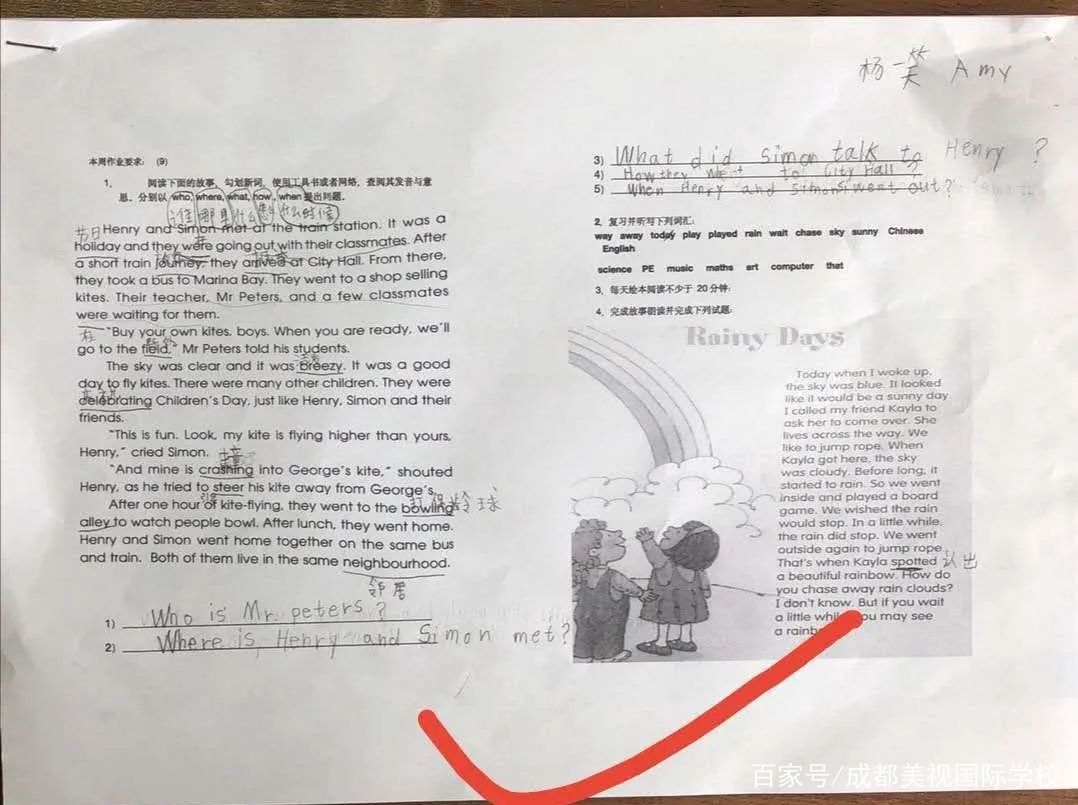 杨一笑 Amy
本周作业要求: (9)
1. 阅读下面的故事,勾划新词,使用工具书或者网络,查阅其发音与意
思。分别以 who, where, what, how, when 提出问题。
谁 哪里 什么 怎么 什么时候
节日
Henry and Simon met at the train station. It was a
holiday and they were going out with their classmates. After
a short train journey, they arrived at City Hall. From there,
they took a bus to Marina Bay. They went to a shop selling
kites. Their teacher, Mr Peters, and a few classmates
were waiting for them.
在
"Buy your own kites, boys. When you are ready, we'll
go to the field," Mr Peters told his students.
The sky was clear and it was breezy. It was a good
day to fly kites. There were many other children. They were
celebrating Children's Day, just like Henry, Simon and their
friends.
"This is fun. Look, my kite is flying higher than yours,
Henry," cried Simon.
撞
"And mine is crashing into George's kite," shouted
Henry, as he tried to steer his kite away from George's.
打保龄球
After one hour of kite-flying, they went to the bowling
alley to watch people bowl. After lunch, they went home.
Henry and Simon went home together on the same bus
and train. Both of them live in the same neighbourhood.
邻居
1) Who is Mr. peters?
2) Where is Henry and Simon met?
3) What did simon talk to Henry ?
4) How they went to City Hall ?
5) When Henry and Simon went out?
2. 复习并听写下列词汇:
way away today play played rain wait chase sky sunny Chinese
English
science PE music maths art computer that
3. 每天绘本阅读不少于 20分钟;
4. 完成故事朗读并完成下列试题:
Rainy Days
Today when I woke up,
the sky was blue. It looked
like it would be a sunny day.
I called my friend Kayla to
ask her to come over. She
lives across the way. We
like to jump rope. When
Kayla got here, the sky
was cloudy. Before long, it
started to rain. So we went
inside and played a board
game. We wished the rain
would stop. In a little while,
the rain did stop. We went
outside again to jump rope.
That's when Kayla spotted 认出
a beautiful rainbow. How do
you chase away rain clouds?
I don't know. But if you wait
a little while you may see
a rainb
百家号/成都美视国际学校